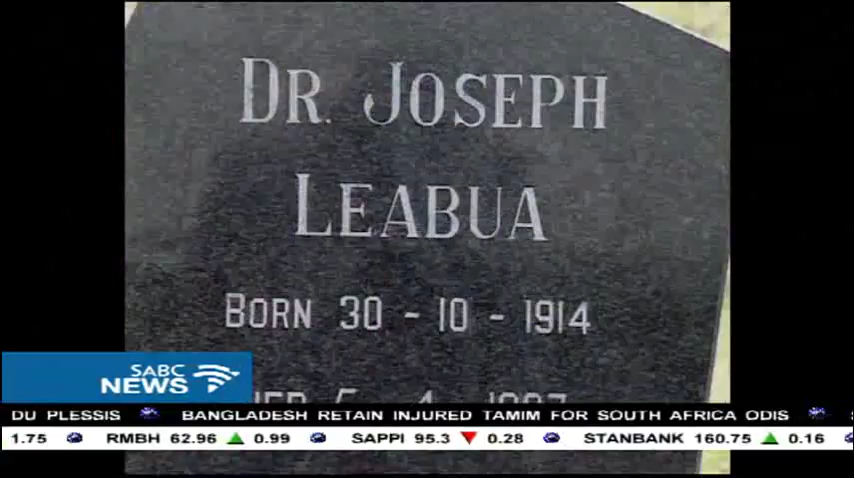 DR. JOSEPH
LEABUA
BORN 30 - 10 - 1914
SABC
NEWS
DU PLESSIS BANGLADESH RETAIN INJURED TAMIM FOR SOUTH AFRICA ODIS
1.75 RMBH 62.96 0.99 SAPPI 95.3 0.28 STANBANK 160.75 0.16